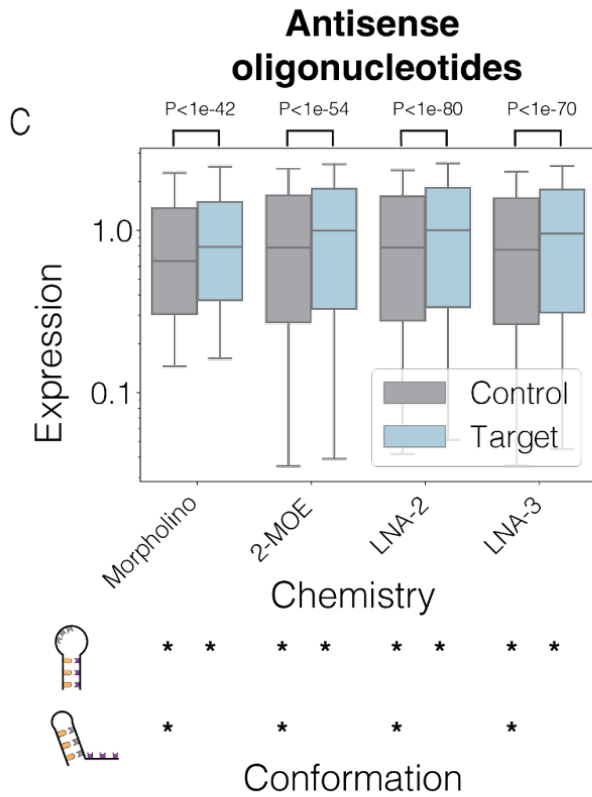 Antisense
oligonucleotides
C
P<1e-42 P<1e-54 P<1e-80 P<1e-70
1.0
0.1
Expression
Control
Target
Morpholino 2-MOE LNA-2 LNA-3
Chemistry
* * * * * * * *
* * * *
Conformation